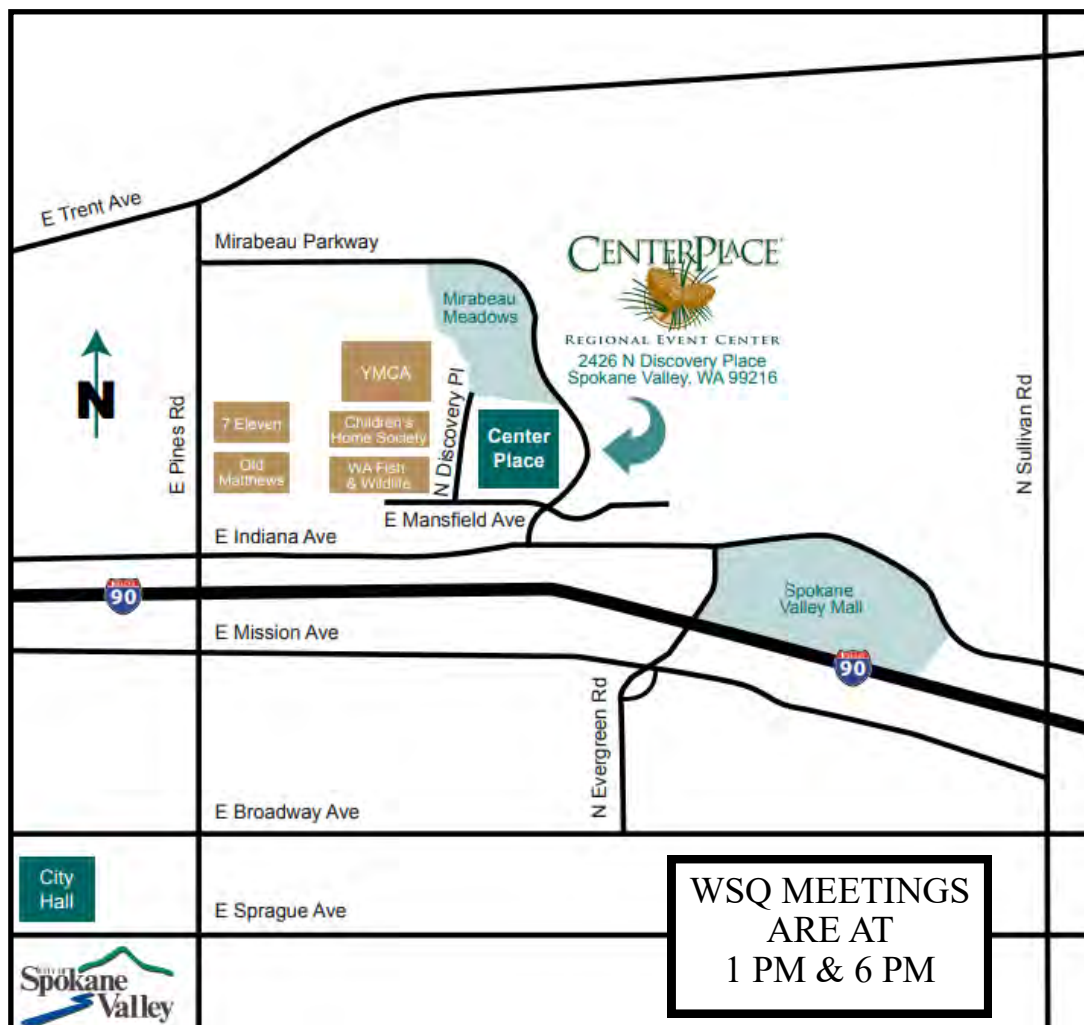 E Trent Ave
Mirabeau Parkway
CENTERPLACE
REGIONAL EVENT CENTER
2426 N Discovery Place
Spokane Valley, WA 99216
Mirabeau
Meadows
N
YMCA
E Pines Rd
7 Eleven
Children's
Home Society
N Discovery Pl
Center
Place
N Sullivan Rd
Old
Matthews
WA Fish
& Wildlife
E Mansfield Ave
E Indiana Ave
90
Spokane
Valley Mall
E Mission Ave
90
N Evergreen Rd
E Broadway Ave
City
Hall
E Sprague Ave
WSQ MEETINGS
ARE AT
1 PM & 6 PM
CITY OF
Spokane
Valley